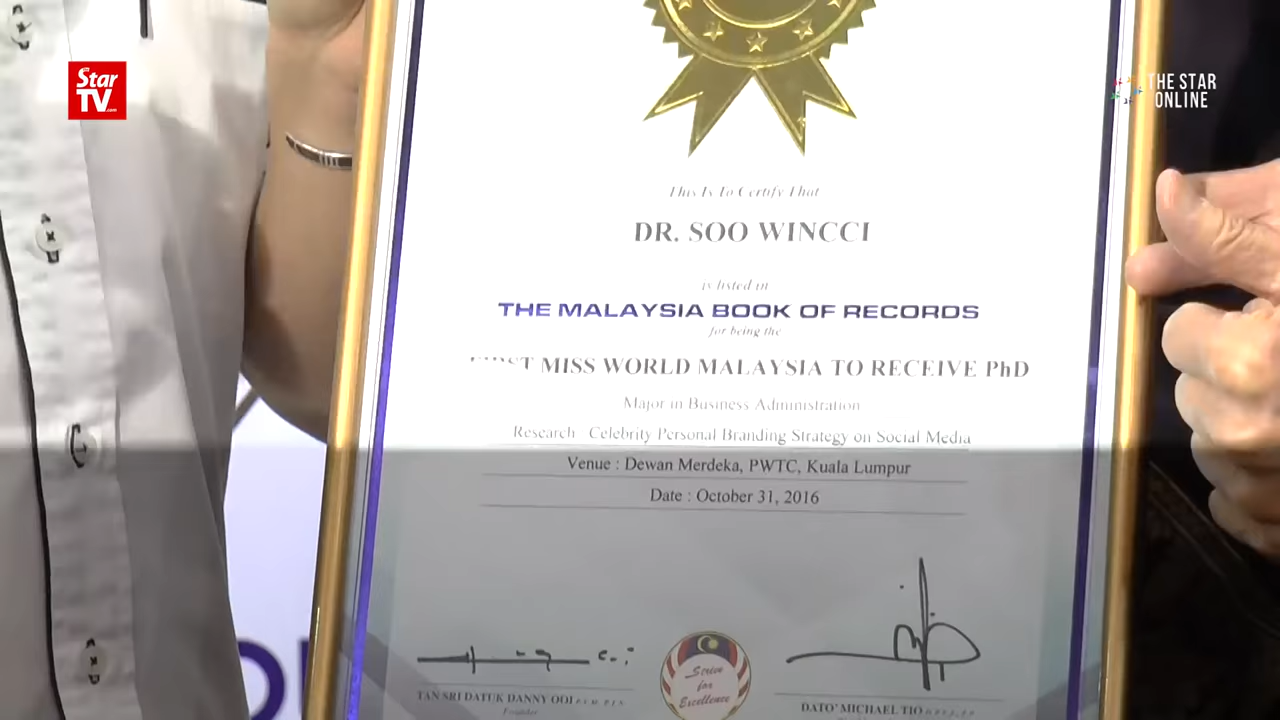 Star
TV.com
THE STAR
ONLINE
This Is To Certify That
DR. SOO WINCCI
is listed in
THE MALAYSIA BOOK OF RECORDS
for being the
FIRST MISS WORLD MALAYSIA TO RECEIVE PhD
Major in Business Administration
Research Celebrity Personal Branding Strategy on Social Media
Venue : Dewan Merdeka, PWTC, Kuala Lumpur
Date : October 31, 2016
Strive
for
Excellence
TAN SRI DATUK DANNY OOI
Founder
DATO' MICHAEL TIO